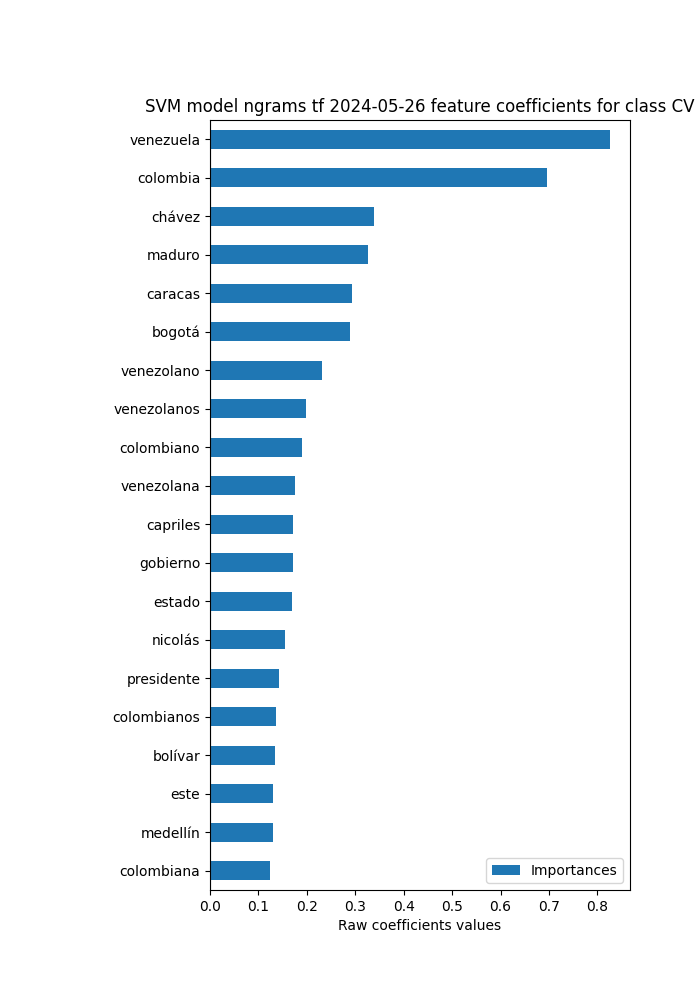 SVM model ngrams tf 2024-05-26 feature coefficients for class CV
venezuela
colombia
chávez
maduro
caracas
bogotá
venezolano
venezolanos
colombiano
venezolana
capriles
gobierno
estado
nicolás
presidente
colombianos
bolívar
este
medellín
colombiana
Importances
0.0 0.1 0.2 0.3 0.4 0.5 0.6 0.7 0.8
Raw coefficients values